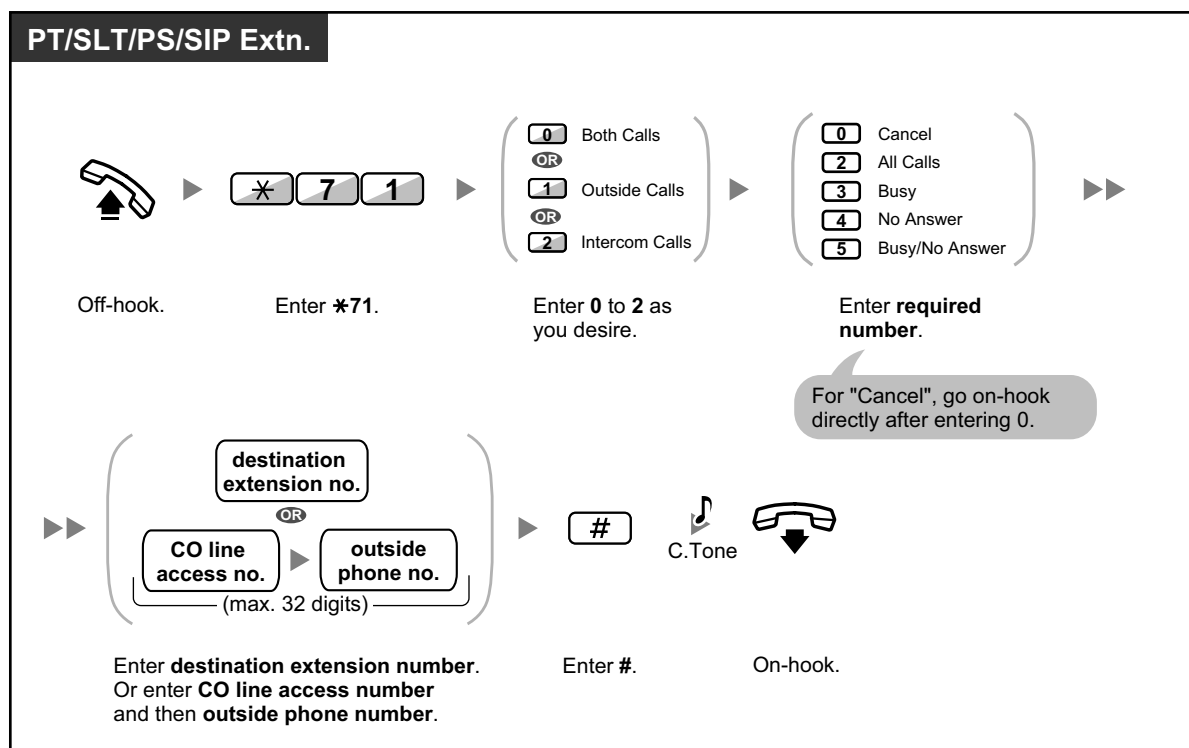 PT/SLT/PS/SIP Extn.
0 Both Calls
OR
1 Outside Calls
OR
2 Intercom Calls
0 Cancel
2 All Calls
3 Busy
4 No Answer
5 Busy/No Answer
✳ 7 1
Off-hook.
Enter ✳71.
Enter 0 to 2 as
you desire.
Enter required
number.
For "Cancel", go on-hook
directly after entering 0.
destination
extension no.
OR
CO line
access no.
outside
phone no.
(max. 32 digits)
#
C.Tone
Enter destination extension number.
Or enter CO line access number
and then outside phone number.
Enter #.
On-hook.